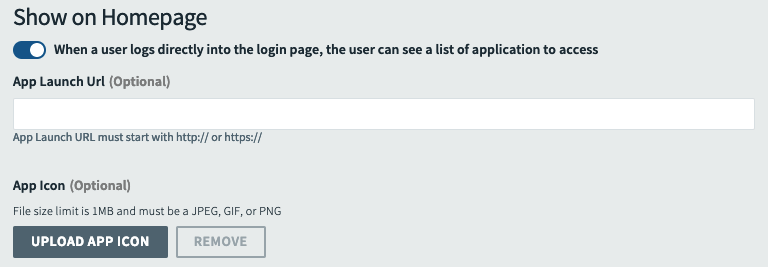 Show on Homepage
When a user logs directly into the login page, the user can see a list of application to access
App Launch Url (Optional)
App Launch URL must start with http:// or https://
App Icon (Optional)
File size limit is 1MB and must be a JPEG, GIF, or PNG
UPLOAD APP ICON REMOVE